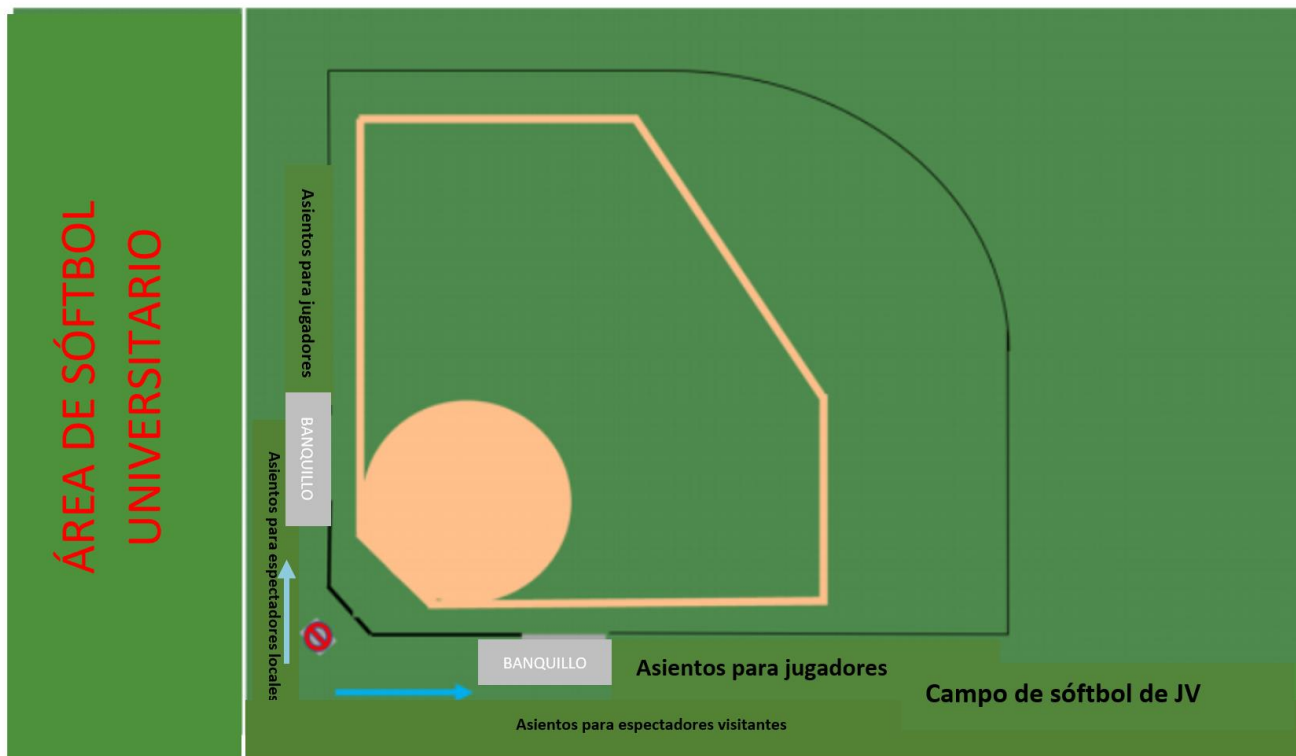 ÁREA DE SÓFTBOL
UNIVERSITARIO
Asientos para jugadores
BANQUILLO
Asientos para espectadores locales
BANQUILLO
Asientos para jugadores
Campo de sóftbol de JV
Asientos para espectadores visitantes